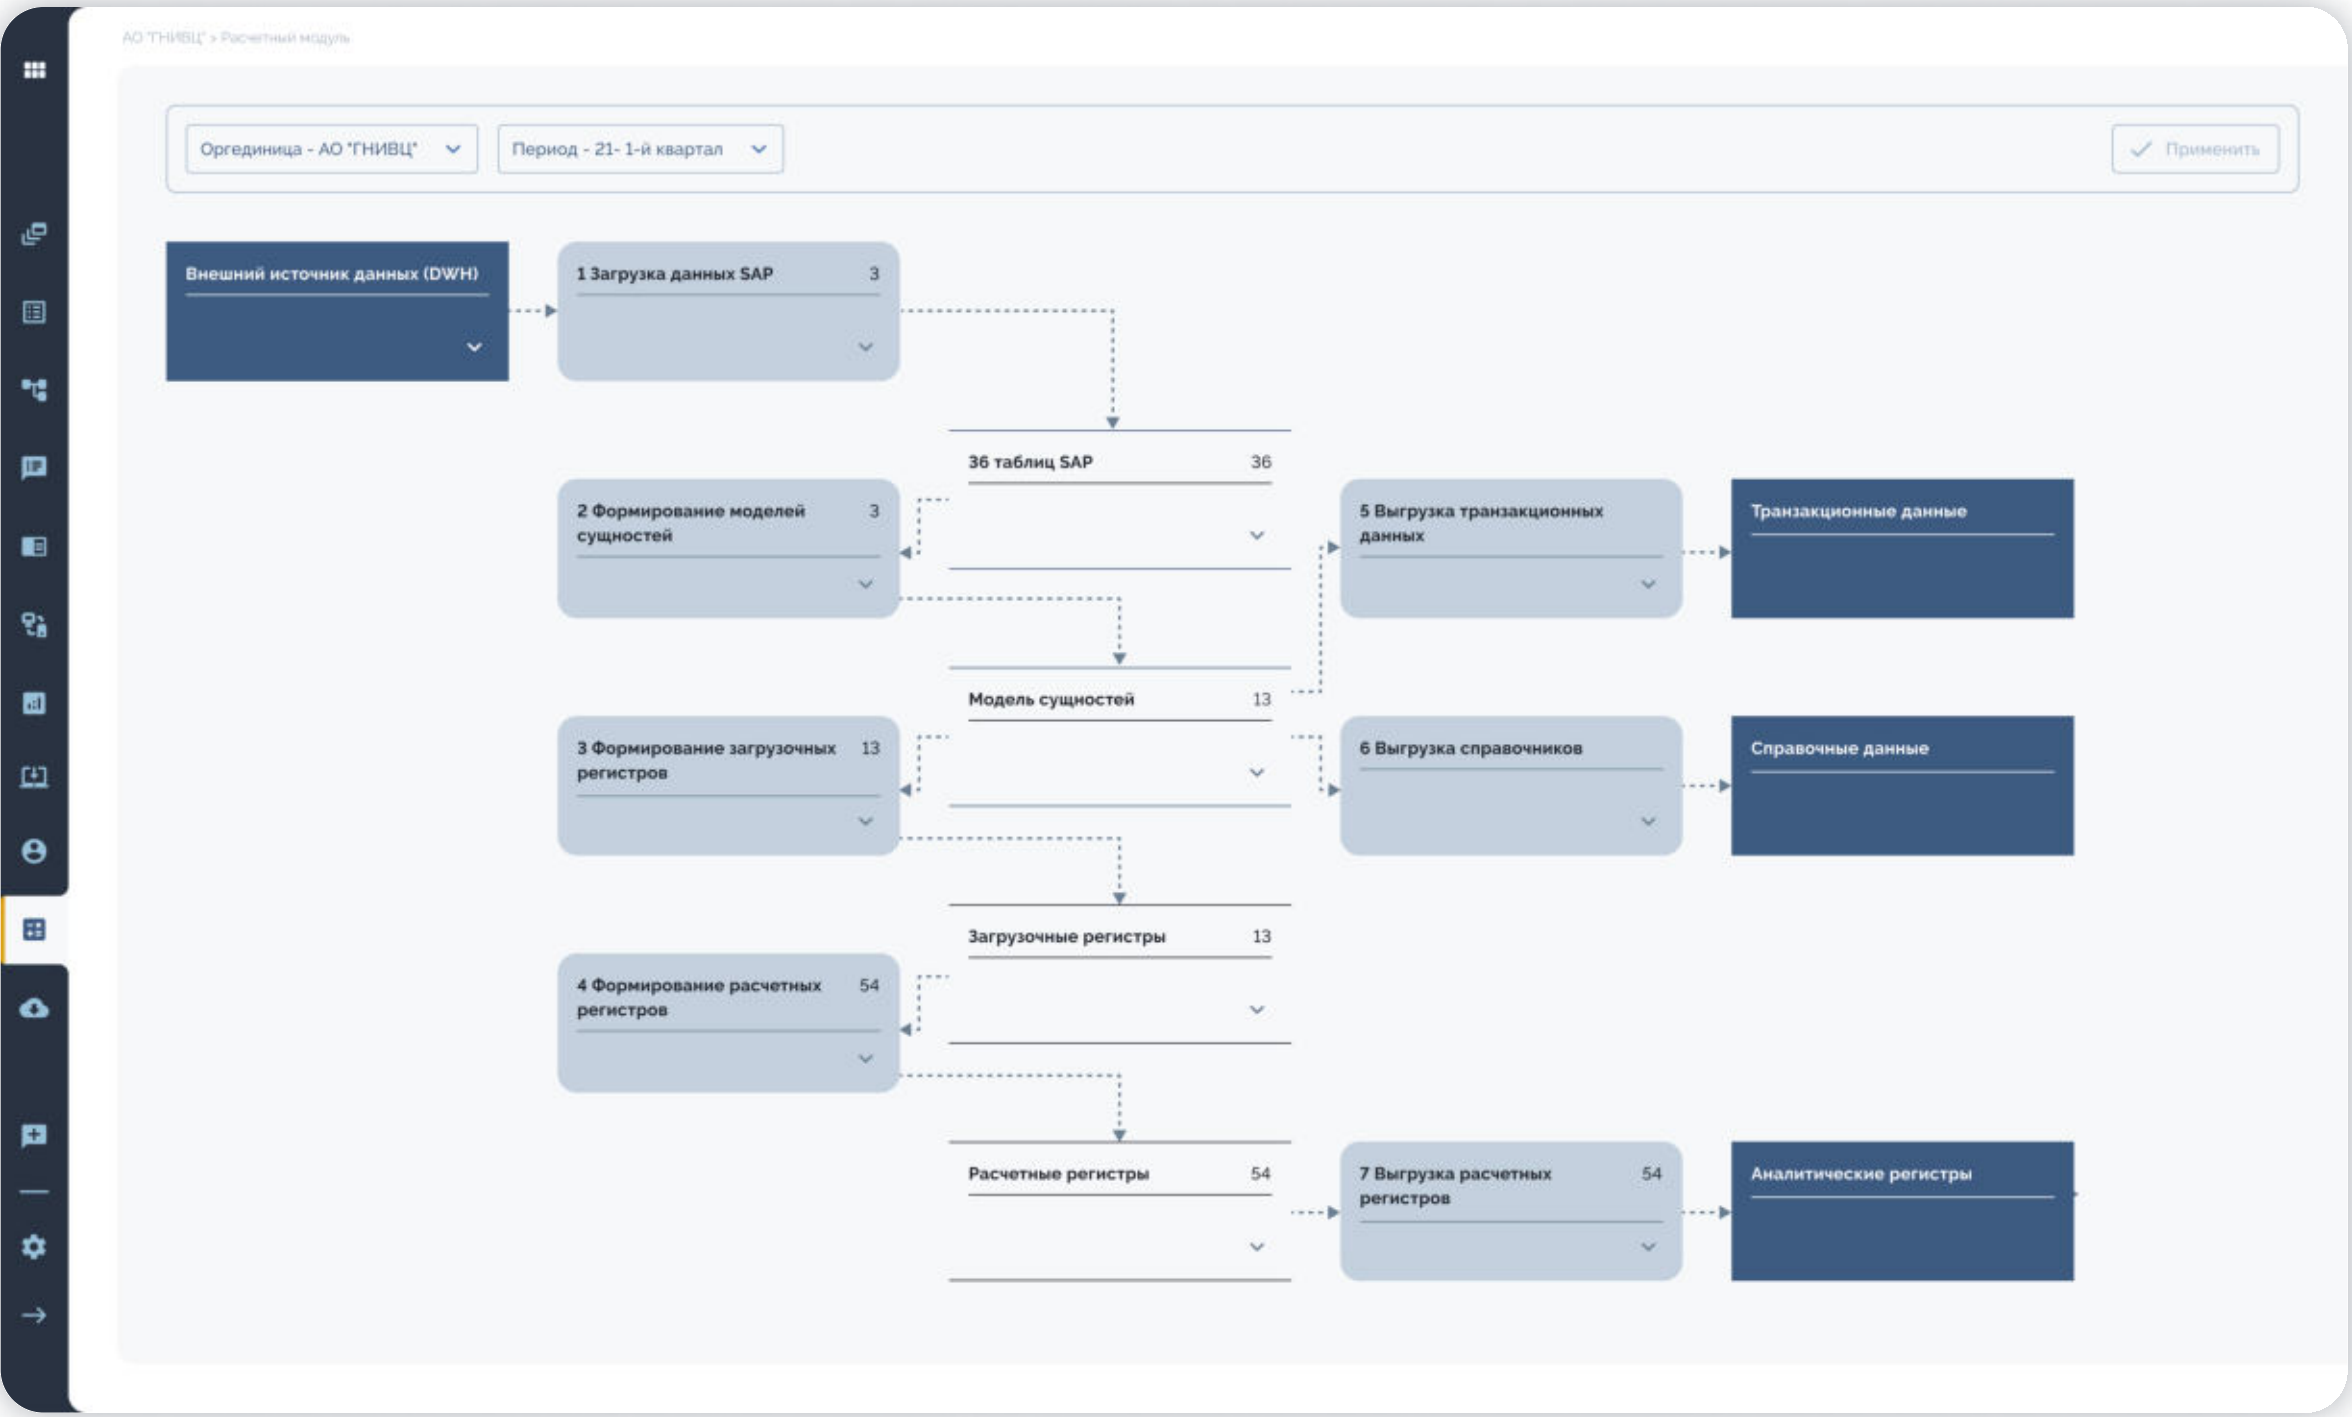 АО "ГНИВЦ" > Расчетный модуль
Оргединица - АО "ГНИВЦ"
Период - 21- 1-й квартал
Применить
Внешний источник данных (DWH)
1 Загрузка данных SAP 3
36 таблиц SAP 36
2 Формирование моделей 3
сущностей
5 Выгрузка транзакционных
данных
Транзакционные данные
Модель сущностей 13
3 Формирование загрузочных 13
регистров
6 Выгрузка справочников
Справочные данные
Загрузочные регистры 13
4 Формирование расчетных 54
регистров
Расчетные регистры 54
7 Выгрузка расчетных 54
регистров
Аналитические регистры